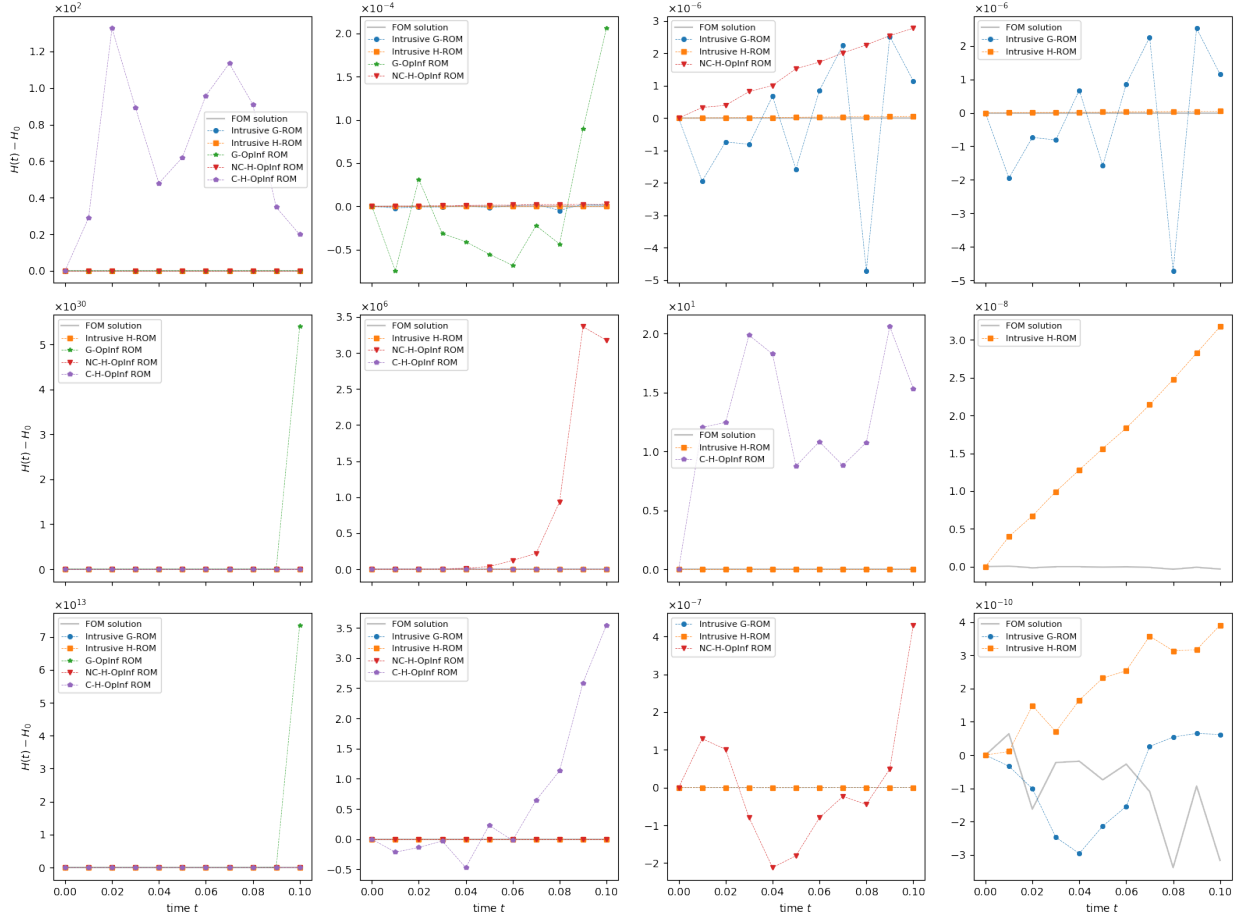 ×10²
H(t) − H₀
1.2
1.0
0.8
0.6
0.4
0.2
0.0
FOM solution
Intrusive G-ROM
Intrusive H-ROM
G-OpInf ROM
NC-H-OpInf ROM
C-H-OpInf ROM
×10⁻⁴
2.0
1.5
1.0
0.5
0.0
−0.5
FOM solution
Intrusive G-ROM
Intrusive H-ROM
G-OpInf ROM
NC-H-OpInf ROM
×10⁻⁶
3
2
1
0
−1
−2
−3
−4
−5
FOM solution
Intrusive G-ROM
Intrusive H-ROM
NC-H-OpInf ROM
×10⁻⁶
2
1
0
−1
−2
−3
−4
−5
FOM solution
Intrusive G-ROM
Intrusive H-ROM
×10³⁰
H(t) − H₀
5
4
3
2
1
0
FOM solution
Intrusive H-ROM
G-OpInf ROM
NC-H-OpInf ROM
C-H-OpInf ROM
×10⁶
3.5
3.0
2.5
2.0
1.5
1.0
0.5
0.0
FOM solution
Intrusive H-ROM
NC-H-OpInf ROM
C-H-OpInf ROM
×10¹
2.0
1.5
1.0
0.5
0.0
FOM solution
Intrusive H-ROM
C-H-OpInf ROM
×10⁻⁸
3.0
2.5
2.0
1.5
1.0
0.5
0.0
FOM solution
Intrusive H-ROM
×10¹³
H(t) − H₀
7
6
5
4
3
2
1
0
FOM solution
Intrusive G-ROM
Intrusive H-ROM
G-OpInf ROM
NC-H-OpInf ROM
C-H-OpInf ROM
0.00 0.02 0.04 0.06 0.08 0.10
time t
3.5
3.0
2.5
2.0
1.5
1.0
0.5
0.0
−0.5
FOM solution
Intrusive G-ROM
Intrusive H-ROM
NC-H-OpInf ROM
C-H-OpInf ROM
0.00 0.02 0.04 0.06 0.08 0.10
time t
×10⁻⁷
4
3
2
1
0
−1
−2
Intrusive G-ROM
Intrusive H-ROM
NC-H-OpInf ROM
0.00 0.02 0.04 0.06 0.08 0.10
time t
×10⁻¹⁰
4
3
2
1
0
−1
−2
−3
FOM solution
Intrusive G-ROM
Intrusive H-ROM
0.00 0.02 0.04 0.06 0.08 0.10
time t